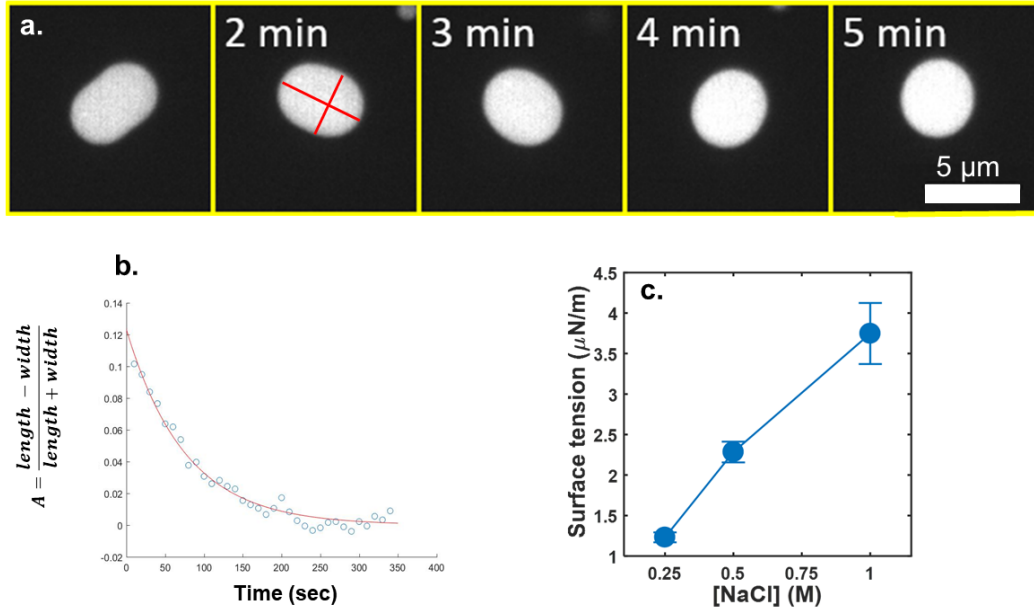 a.
2 min
3 min
4 min
5 min
5 µm
b.
A = length − width / length + width
0.14
0.12
0.1
0.08
0.06
0.04
0.02
0
-0.02
0 50 100 150 200 250 300 350 400
Time (sec)
c.
Surface tension (µN/m)
4.5
4
3.5
3
2.5
2
1.5
1
0.25 0.5 0.75 1
[NaCl] (M)